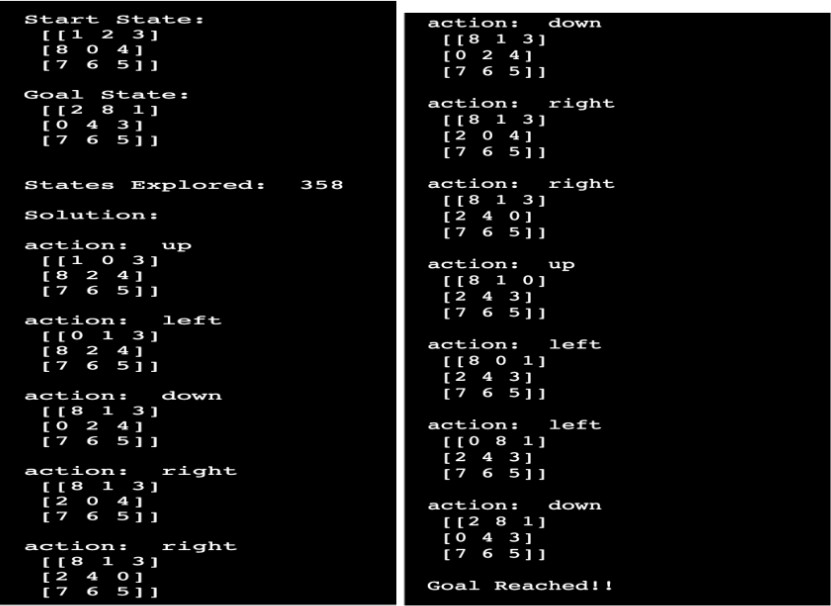 Start State:
[[1 2 3]
[8 0 4]
[7 6 5]]
Goal State:
[[2 8 1]
[0 4 3]
[7 6 5]]
States Explored: 358
Solution:
action: up
[[1 0 3]
[8 2 4]
[7 6 5]]
action: left
[[0 1 3]
[8 2 4]
[7 6 5]]
action: down
[[8 1 3]
[0 2 4]
[7 6 5]]
action: right
[[8 1 3]
[2 0 4]
[7 6 5]]
action: right
[[8 1 3]
[2 4 0]
[7 6 5]]
action: down
[[8 1 3]
[0 2 4]
[7 6 5]]
action: right
[[8 1 3]
[2 0 4]
[7 6 5]]
action: right
[[8 1 3]
[2 4 0]
[7 6 5]]
action: up
[[8 1 0]
[2 4 3]
[7 6 5]]
action: left
[[8 0 1]
[2 4 3]
[7 6 5]]
action: left
[[0 8 1]
[2 4 3]
[7 6 5]]
action: down
[[2 8 1]
[0 4 3]
[7 6 5]]
Goal Reached!!